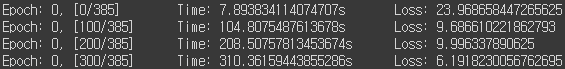 Epoch: 0, [0/385] Time: 7.893834114074707s Loss: 23.968658447265625
Epoch: 0, [100/385] Time: 104.8075487613678s Loss: 9.686610221862793
Epoch: 0, [200/385] Time: 208.50757813453674s Loss: 9.996337890625
Epoch: 0, [300/385] Time: 310.36159443855286s Loss: 6.1918230056762695